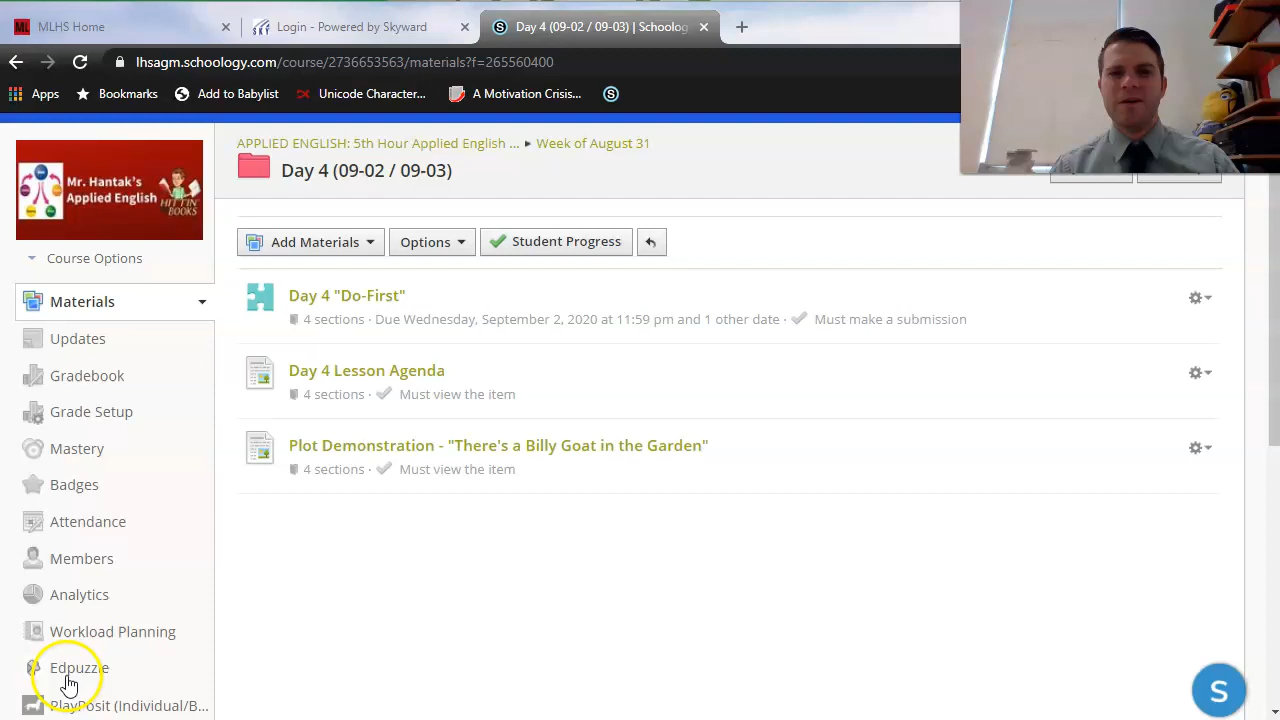 MLHS Home
Login - Powered by Skyward
Day 4 (09-02 / 09-03) | Schoolog
lhsagm.schoology.com/course/2736653563/materials?f=265560400
Apps
Bookmarks
Add to Babylist
Unicode Character...
A Motivation Crisis...
Mr. Hantak's
Applied English
HITTIN'
BOOKS
Course Options
Materials
Updates
Gradebook
Grade Setup
Mastery
Badges
Attendance
Members
Analytics
Workload Planning
Edpuzzle
PlayPosit (Individual/B...
APPLIED ENGLISH: 5th Hour Applied English ... ▸ Week of August 31
Day 4 (09-02 / 09-03)
Add Materials
Options
Student Progress
Day 4 "Do-First"
4 sections · Due Wednesday, September 2, 2020 at 11:59 pm and 1 other date · Must make a submission
Day 4 Lesson Agenda
4 sections · Must view the item
Plot Demonstration - "There's a Billy Goat in the Garden"
4 sections · Must view the item
S